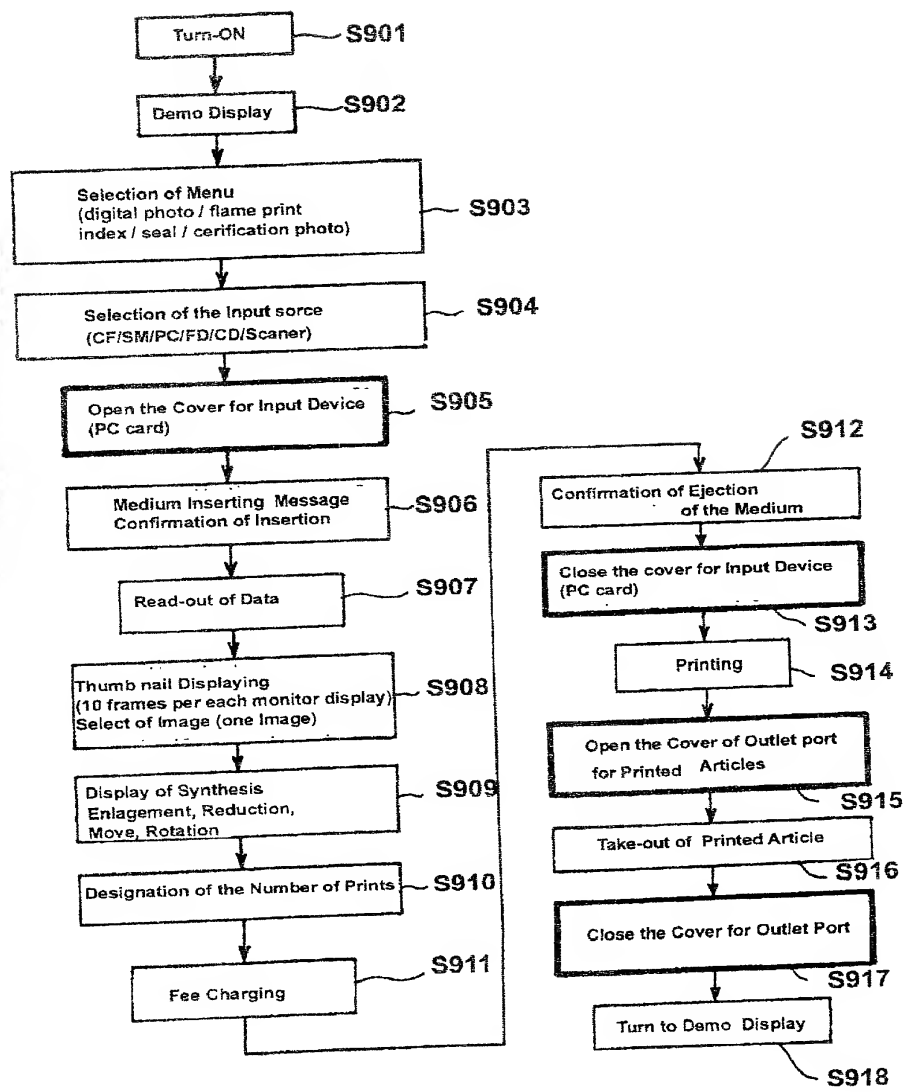 Turn-ON
S901
Demo Display
S902
Selection of Menu
(digital photo / flame print
index / seal / cerification photo)
S903
Selection of the Input sorce
(CF/SM/PC/FD/CD/Scaner)
S904
Open the Cover for Input Device
(PC card)
S905
Medium Inserting Message
Confirmation of Insertion
S906
Read-out of Data
S907
Thumb nail Displaying
(10 frames per each monitor display)
Select of Image (one Image)
S908
Display of Synthesis
Enlagement, Reduction,
Move, Rotation
S909
Designation of the Number of Prints
S910
Fee Charging
S911
S912
Confirmation of Ejection
of the Medium
Close the cover for Input Device
(PC card)
S913
Printing
S914
Open the Cover of Outlet port
for Printed Articles
S915
Take-out of Printed Article
S916
Close the Cover for Outlet Port
S917
Turn to Demo Display
S918